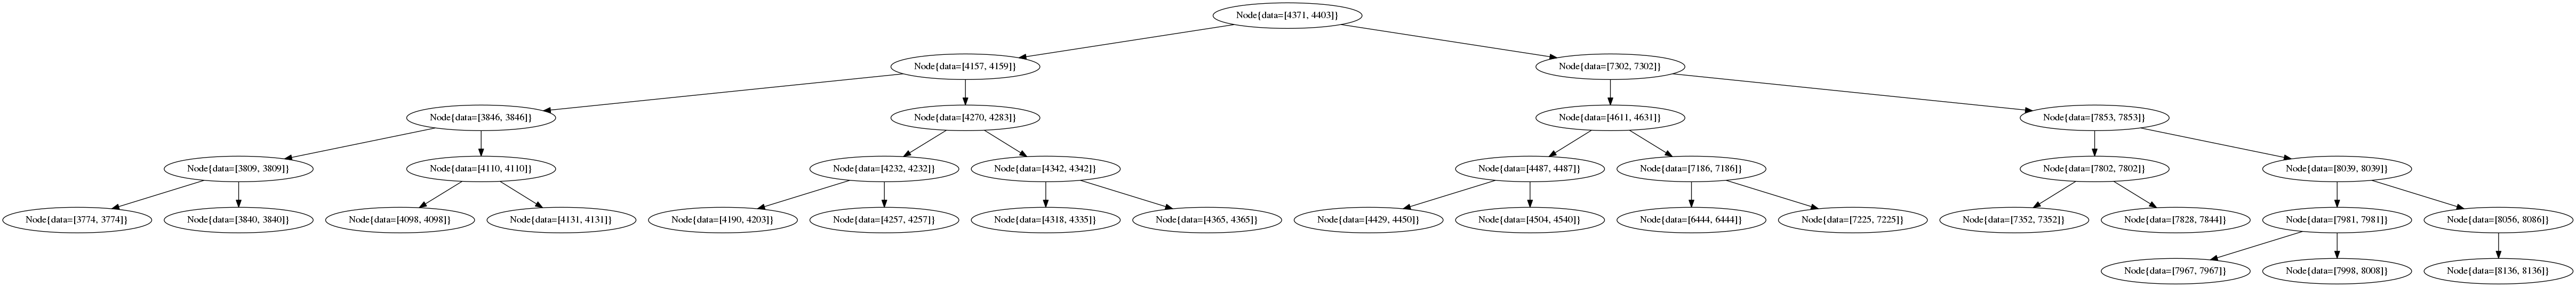 Node{data=[4371, 4403]}
Node{data=[4157, 4159]}
Node{data=[7302, 7302]}
Node{data=[3846, 3846]}
Node{data=[4270, 4283]}
Node{data=[4611, 4631]}
Node{data=[7853, 7853]}
Node{data=[3809, 3809]}
Node{data=[4110, 4110]}
Node{data=[4232, 4232]}
Node{data=[4342, 4342]}
Node{data=[4487, 4487]}
Node{data=[7186, 7186]}
Node{data=[7802, 7802]}
Node{data=[8039, 8039]}
Node{data=[3774, 3774]}
Node{data=[3840, 3840]}
Node{data=[4098, 4098]}
Node{data=[4131, 4131]}
Node{data=[4190, 4203]}
Node{data=[4257, 4257]}
Node{data=[4318, 4335]}
Node{data=[4365, 4365]}
Node{data=[4429, 4450]}
Node{data=[4504, 4540]}
Node{data=[6444, 6444]}
Node{data=[7225, 7225]}
Node{data=[7352, 7352]}
Node{data=[7828, 7844]}
Node{data=[7981, 7981]}
Node{data=[8056, 8086]}
Node{data=[7967, 7967]}
Node{data=[7998, 8008]}
Node{data=[8136, 8136]}